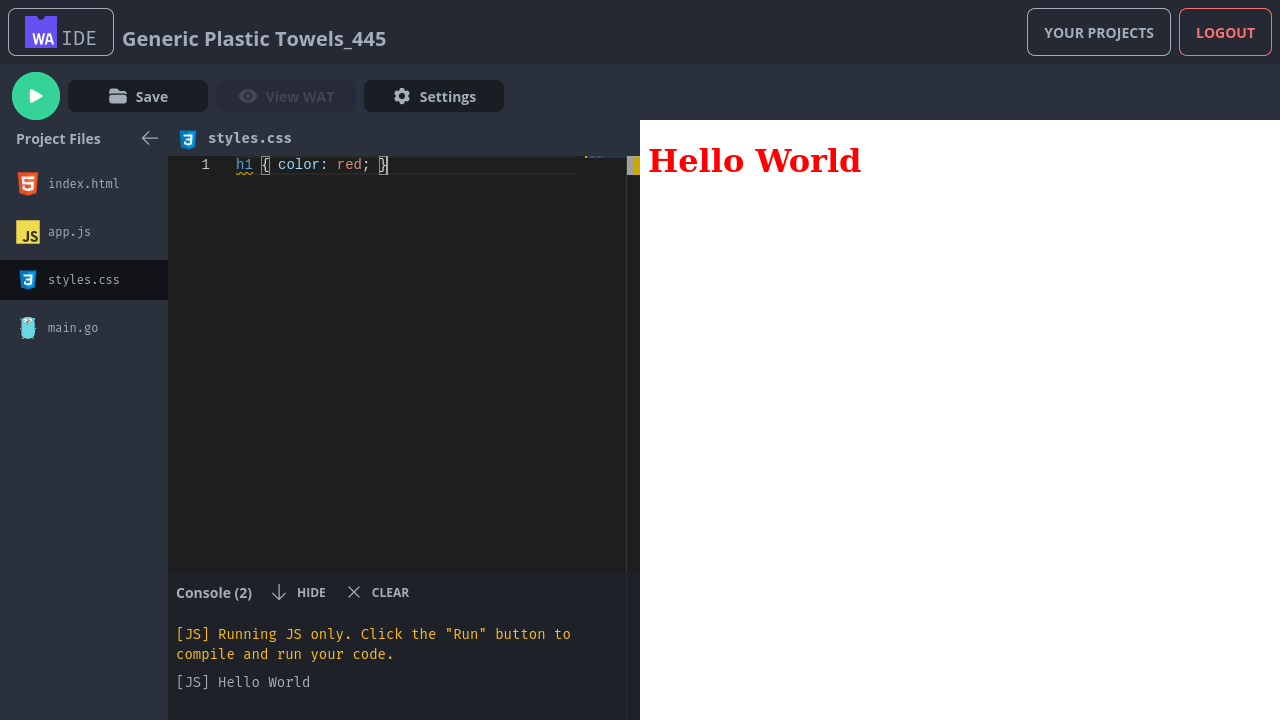 WA IDE
Generic Plastic Towels_445
YOUR PROJECTS
LOGOUT
Save
View WAT
Settings
Project Files
index.html
JS
app.js
styles.css
main.go
styles.css
1 h1 { color: red; }
Console (2)
HIDE
CLEAR
[JS] Running JS only. Click the "Run" button to
compile and run your code.
[JS] Hello World
Hello World